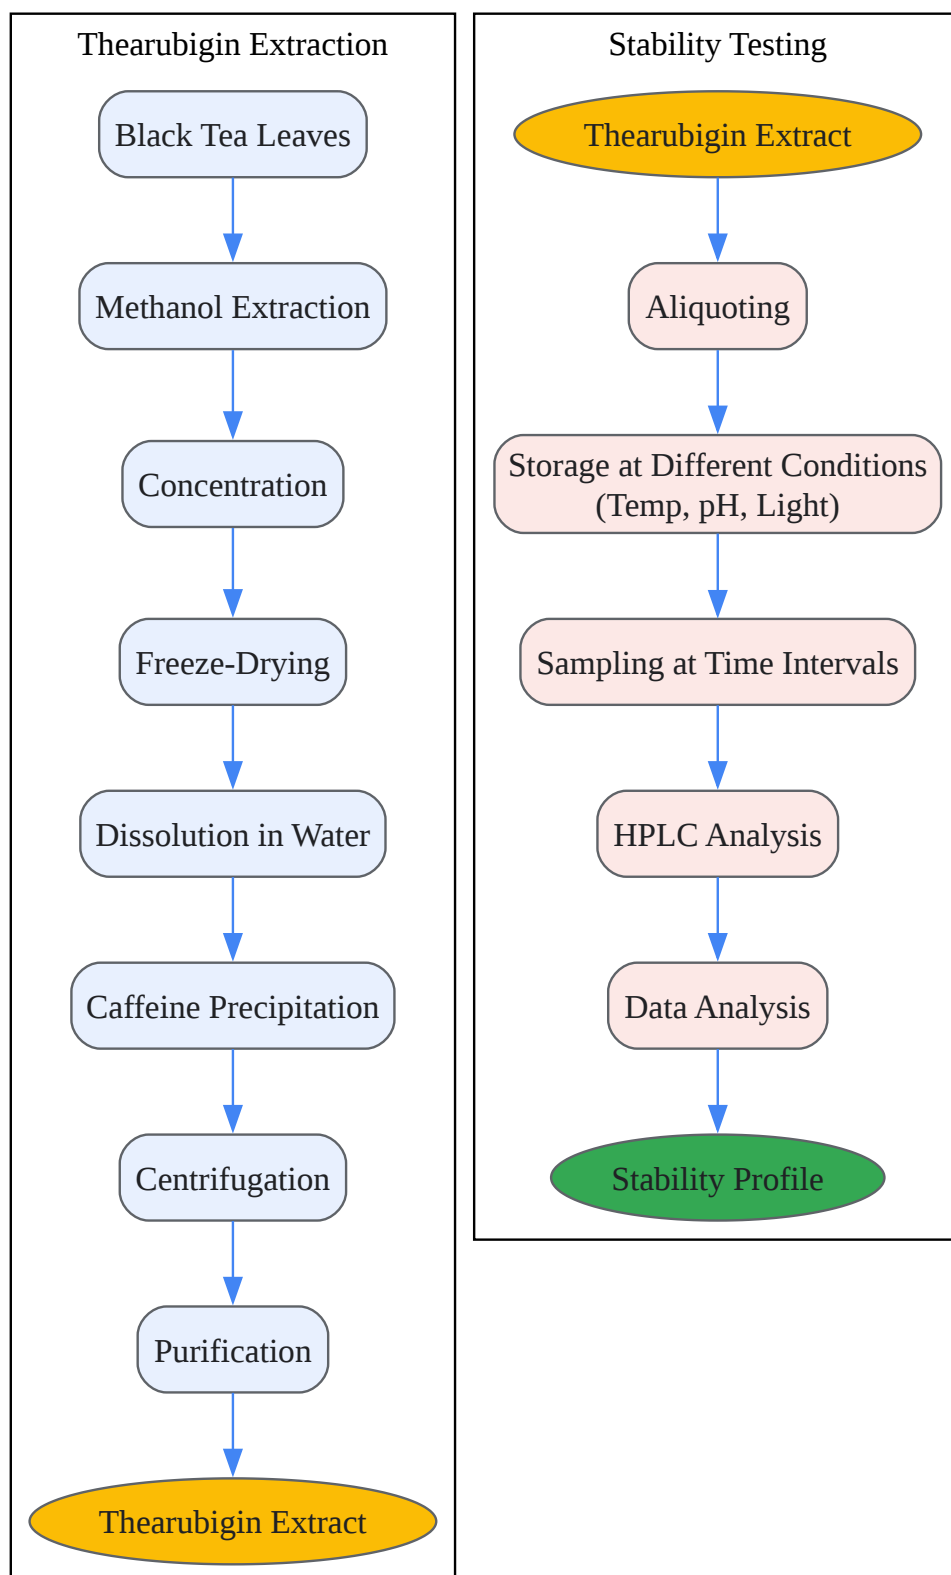 Thearubigin Extraction
Black Tea Leaves
Methanol Extraction
Concentration
Freeze-Drying
Dissolution in Water
Caffeine Precipitation
Centrifugation
Purification
Thearubigin Extract
Stability Testing
Thearubigin Extract
Aliquoting
Storage at Different Conditions
(Temp, pH, Light)
Sampling at Time Intervals
HPLC Analysis
Data Analysis
Stability Profile